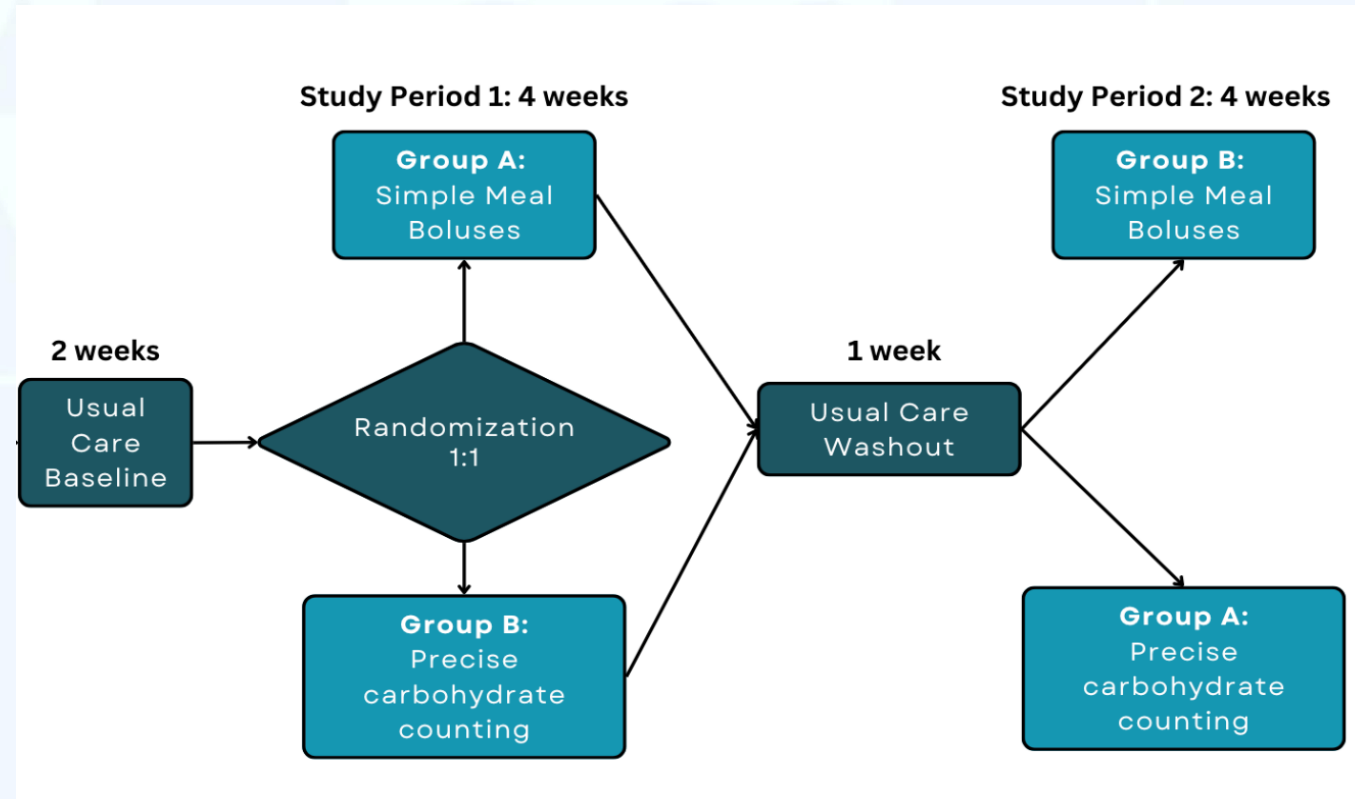 Study Period 1: 4 weeks
Group A:
Simple Meal
Boluses
2 weeks
Usual
Care
Baseline
Randomization
1:1
Group B:
Precise
carbohydrate
counting
1 week
Usual Care
Washout
Study Period 2: 4 weeks
Group B:
Simple Meal
Boluses
Group A:
Precise
carbohydrate
counting